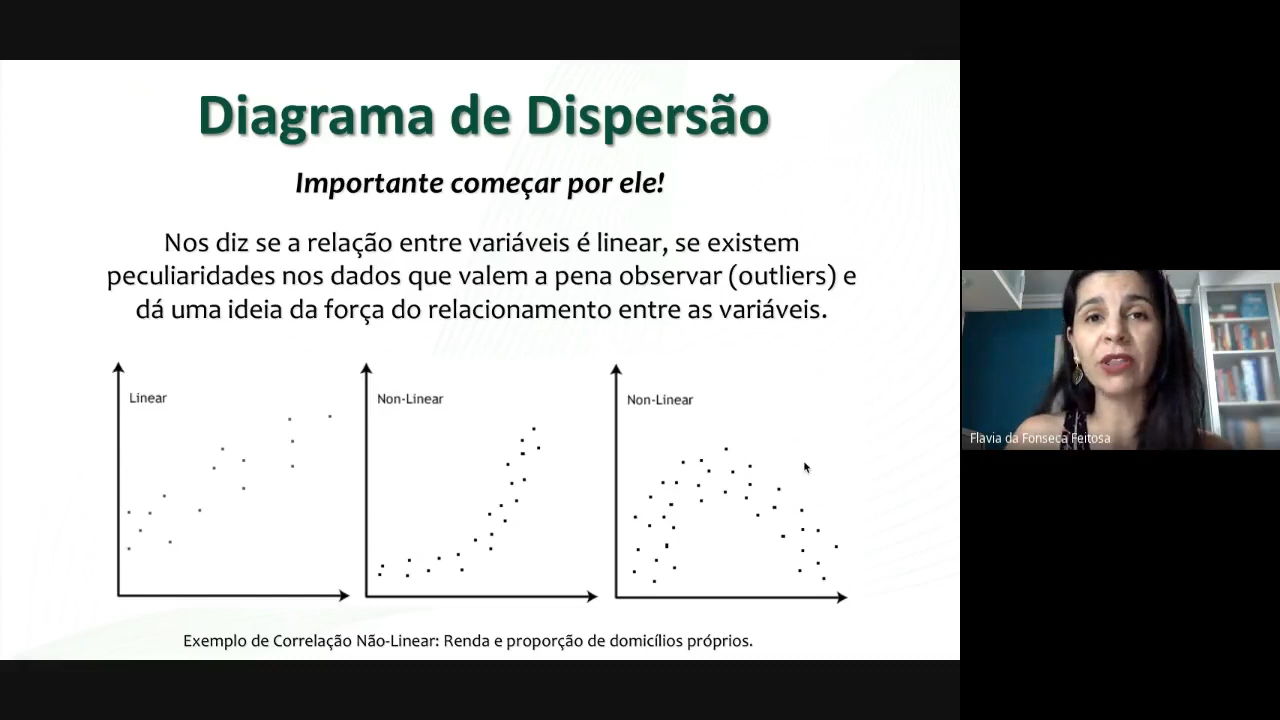 Diagrama de Dispersão
Importante começar por ele!
Nos diz se a relação entre variáveis é linear, se existem
peculiaridades nos dados que valem a pena observar (outliers) e
dá uma ideia da força do relacionamento entre as variáveis.
Linear
Non-Linear
Non-Linear
Exemplo de Correlação Não-Linear: Renda e proporção de domicílios próprios.
Flavia da Fonseca Feitosa